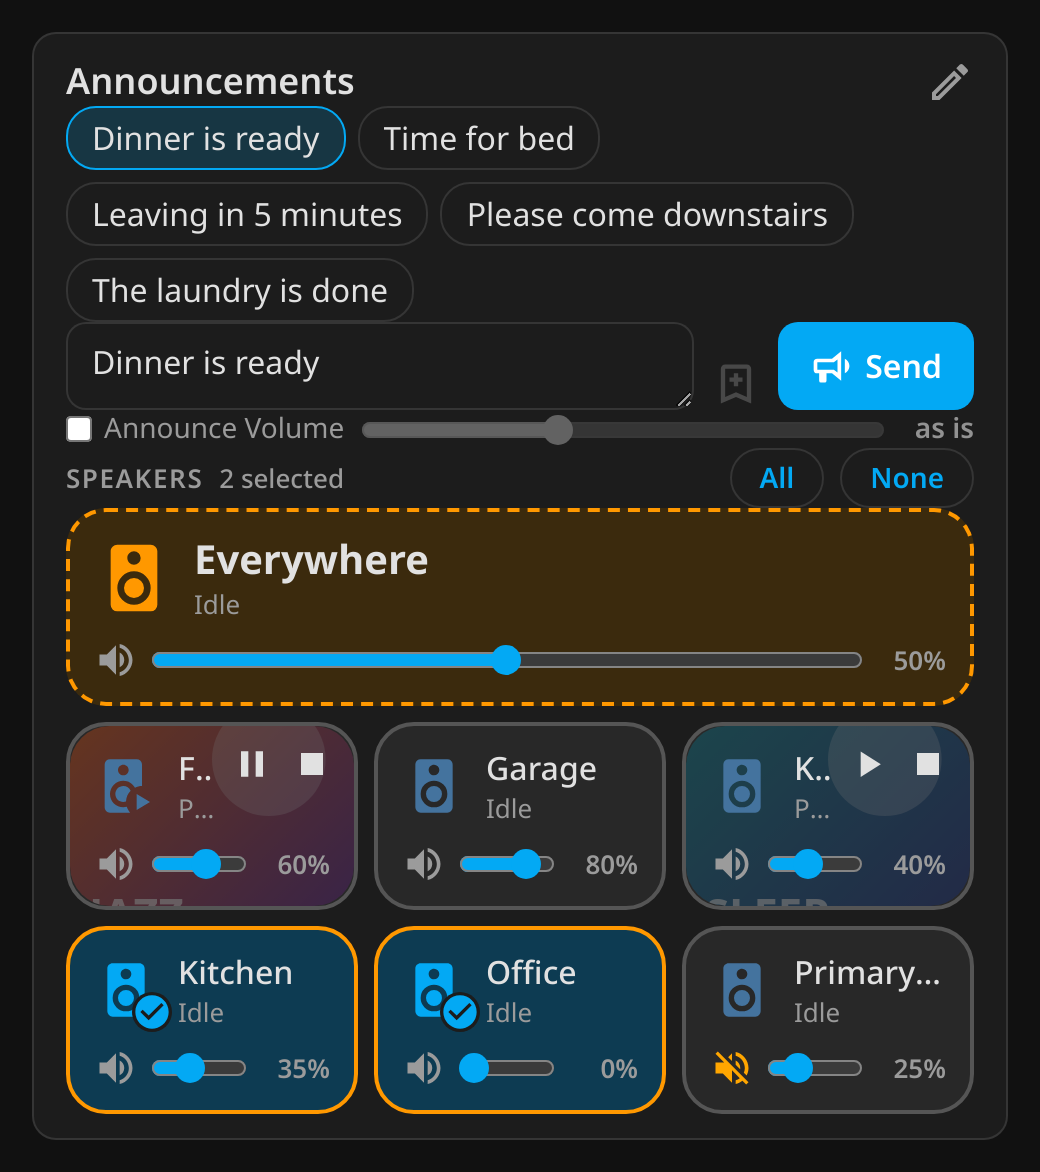 Announcements
Dinner is ready
Time for bed
Leaving in 5 minutes
Please come downstairs
The laundry is done
Dinner is ready
Send
Announce Volume
as is
SPEAKERS 2 selected
All
None
Everywhere
Idle
50%
F..
P...
60%
JAZZ
Garage
Idle
80%
K..
P...
40%
SLEEP
Kitchen
Idle
35%
Office
Idle
0%
Primary...
Idle
25%